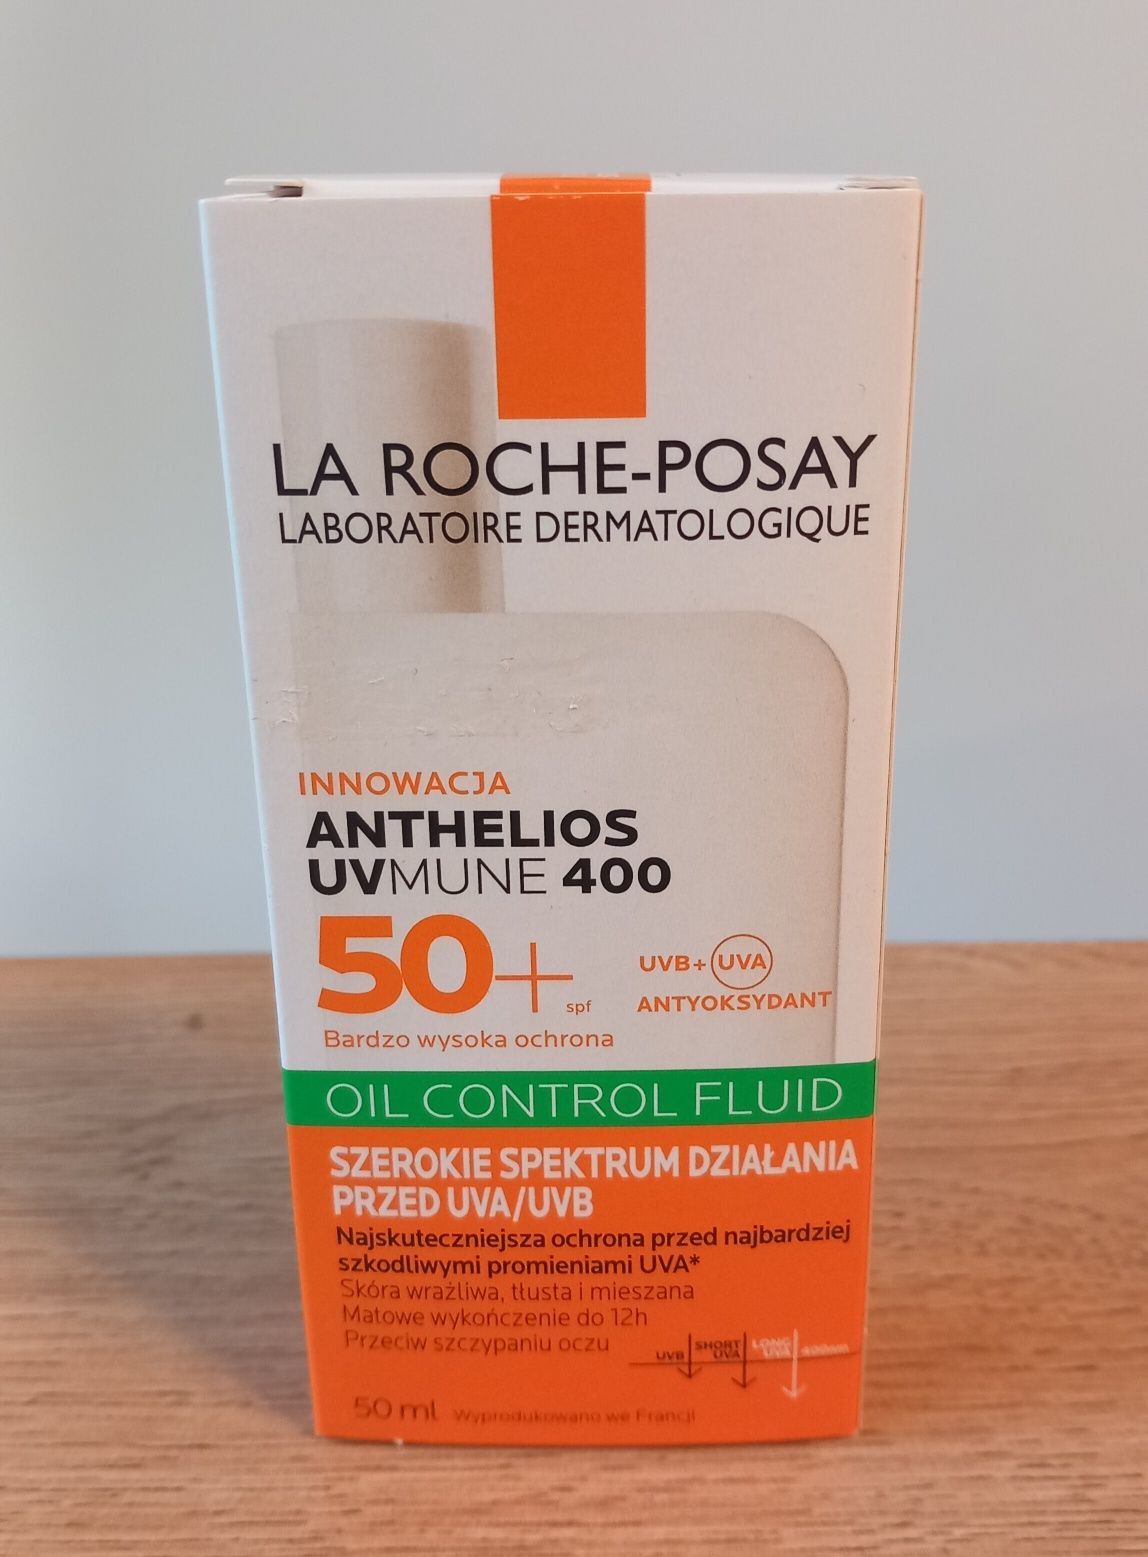 LA ROCHE-POSAY
LABORATOIRE DERMATOLOGIQUE
INNOWACJA
ANTHELIOS
UVMUNE 400
50+ spf
UVB+ UVA
ANTYOKSYDANT
Bardzo wysoka ochrona
OIL CONTROL FLUID
SZEROKIE SPEKTRUM DZIAŁANIA
PRZED UVA/UVB
Najskuteczniejsza ochrona przed najbardziej
szkodliwymi promieniami UVA*
Skóra wrażliwa, tłusta i mieszana
Matowe wykończenie do 12h
Przeciw szczypaniu oczu
UVB SHORT UVA LONG UVA 400nm
50 ml Wyprodukowano we Francji